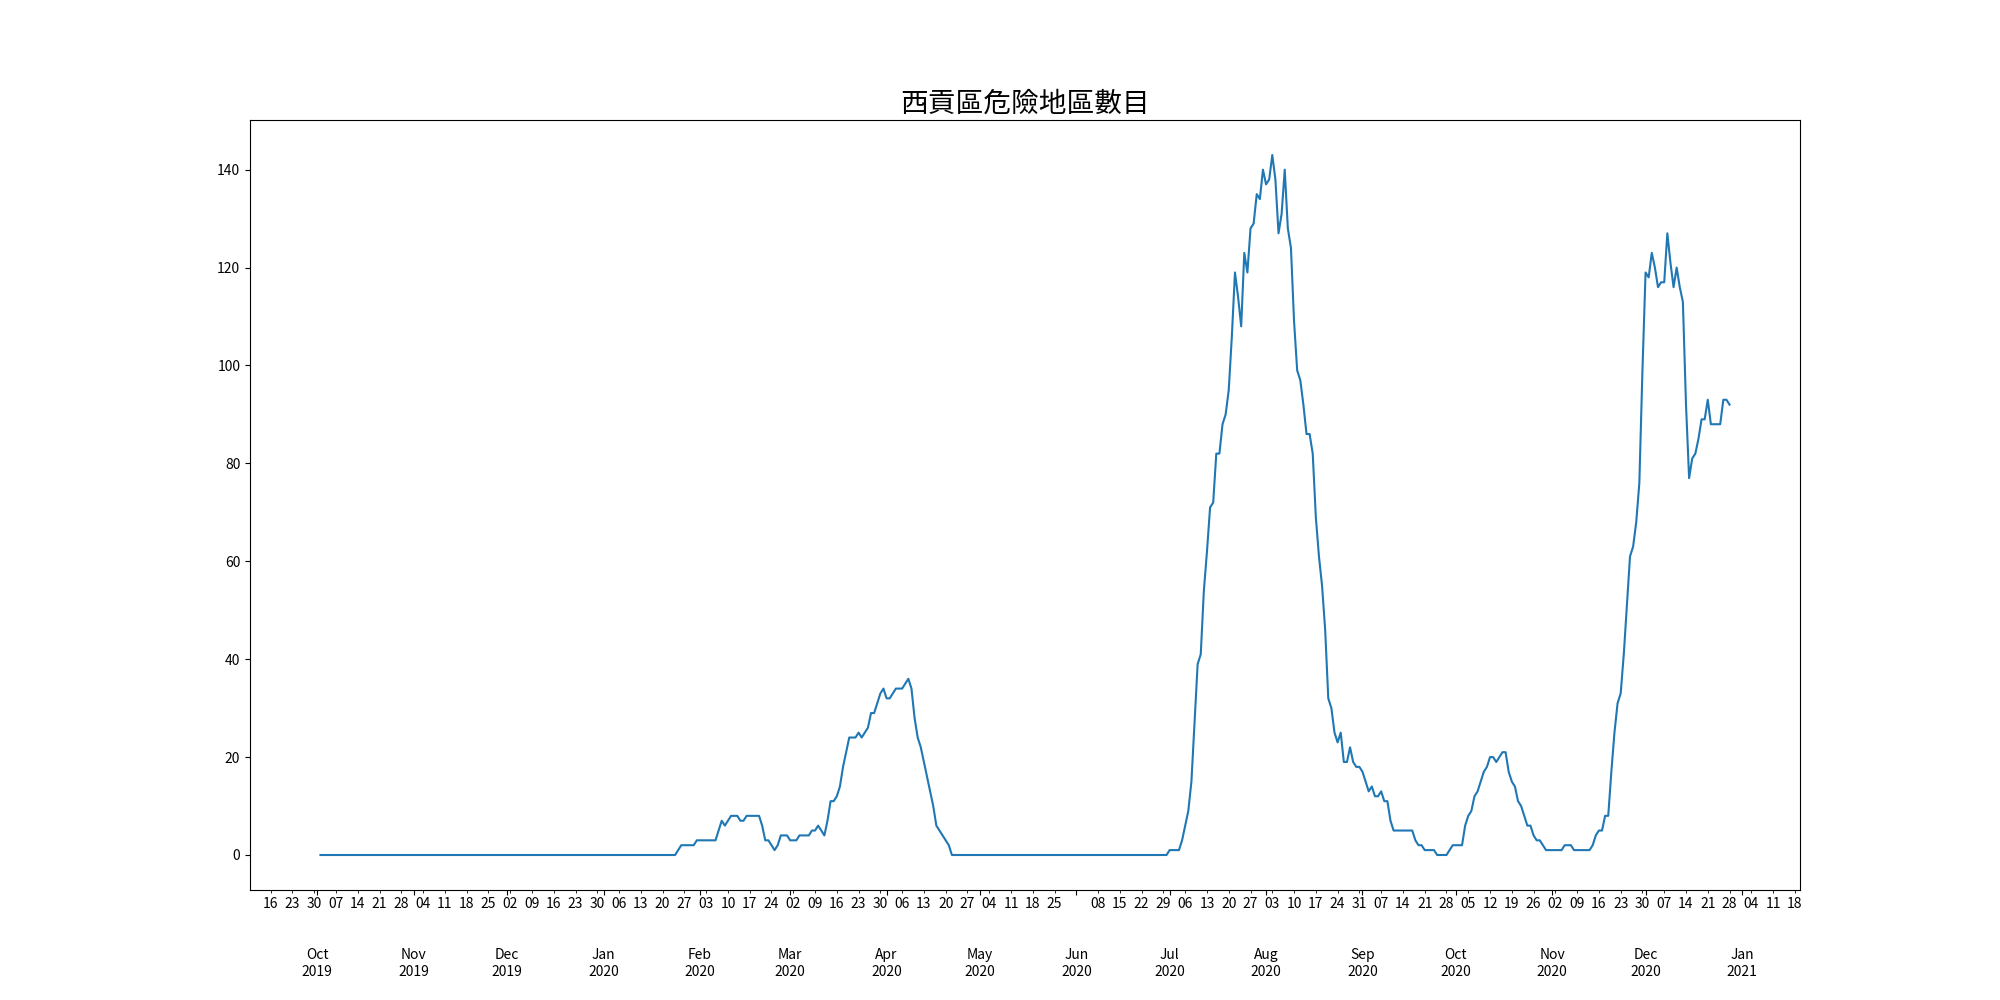 西貢區危險地區數目
140
120
100
80
60
40
20
0
16 23 30 07 14 21 28 04 11 18 25 02 09 16 23 30 06 13 20 27 03 10 17 24 02 09 16 23 30 06 13 20 27 04 11 18 25 08 15 22 29 06 13 20 27 03 10 17 24 31 07 14 21 28 05 12 19 26 02 09 16 23 30 07 14 21 28 04 11 18
Oct Nov Dec Jan Feb Mar Apr May Jun Jul Aug Sep Oct Nov Dec Jan
2019 2019 2019 2020 2020 2020 2020 2020 2020 2020 2020 2020 2020 2020 2020 2021